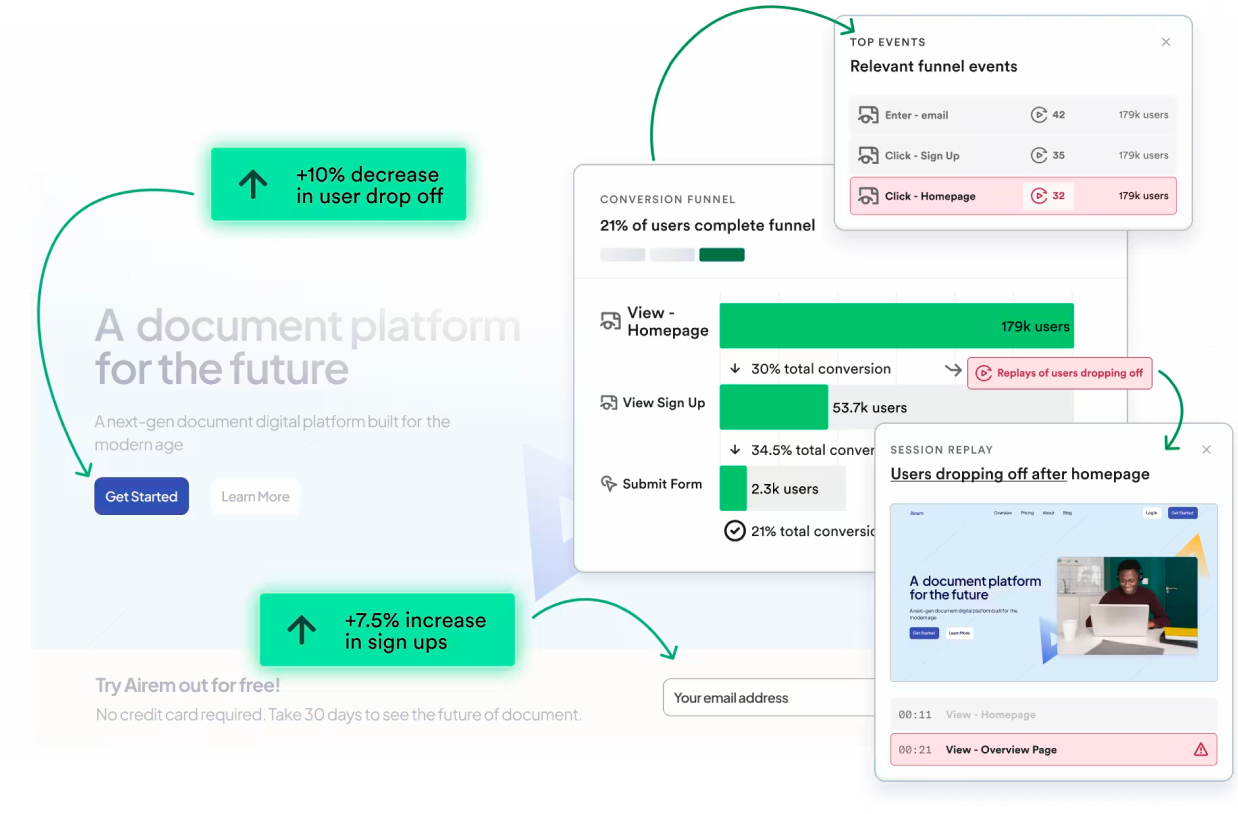 TOP EVENTS
Relevant funnel events
Enter - email 42 179k users
Click - Sign Up 35 179k users
Click - Homepage 32 179k users
+10% decrease
in user drop off
CONVERSION FUNNEL
21% of users complete funnel
View -
Homepage
179k users
30% total conversion
Replays of users dropping off
View Sign Up
53.7k users
34.5% total conver
Submit Form
2.3k users
21% total conversic
A document platform
for the future
A next-gen document digital platform built for the
modern age
Get Started
Learn More
+7.5% increase
in sign ups
Try Airem out for free!
No credit card required. Take 30 days to see the future of document.
Your email address
SESSION REPLAY
Users dropping off after homepage
Airem Overview Pricing About Blog Login Get Started
A document platform
for the future
A next-gen document digital platform built for the
modern age
Get Started Learn More
00:11 View - Homepage
00:21 View - Overview Page